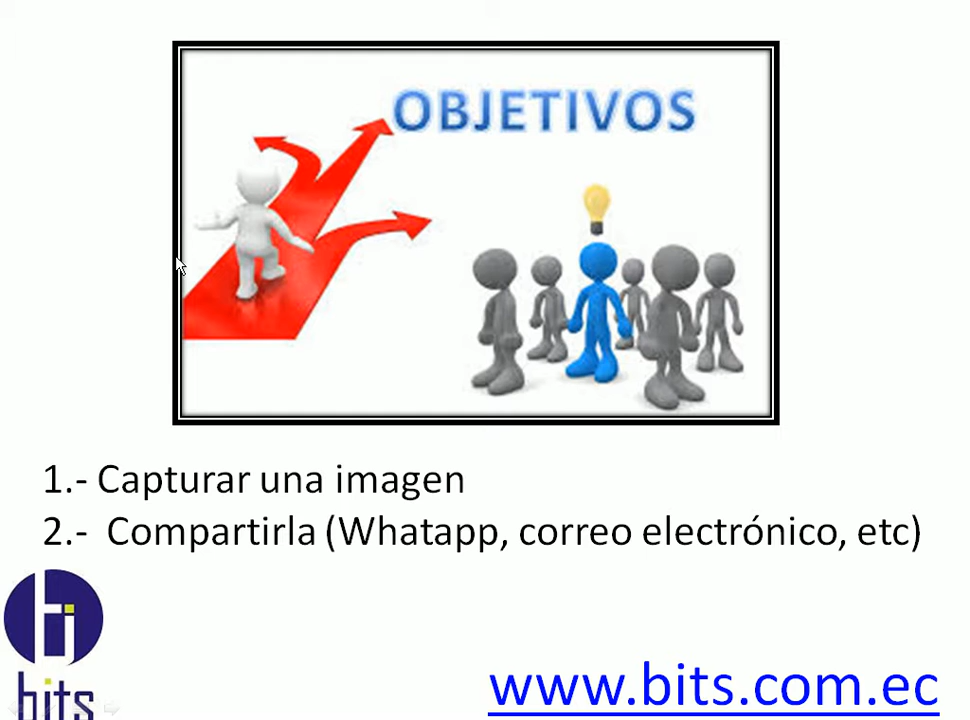 OBJETIVOS
1.- Capturar una imagen
2.- Compartirla (Whatapp, correo electrónico, etc)
bits
www.bits.com.ec